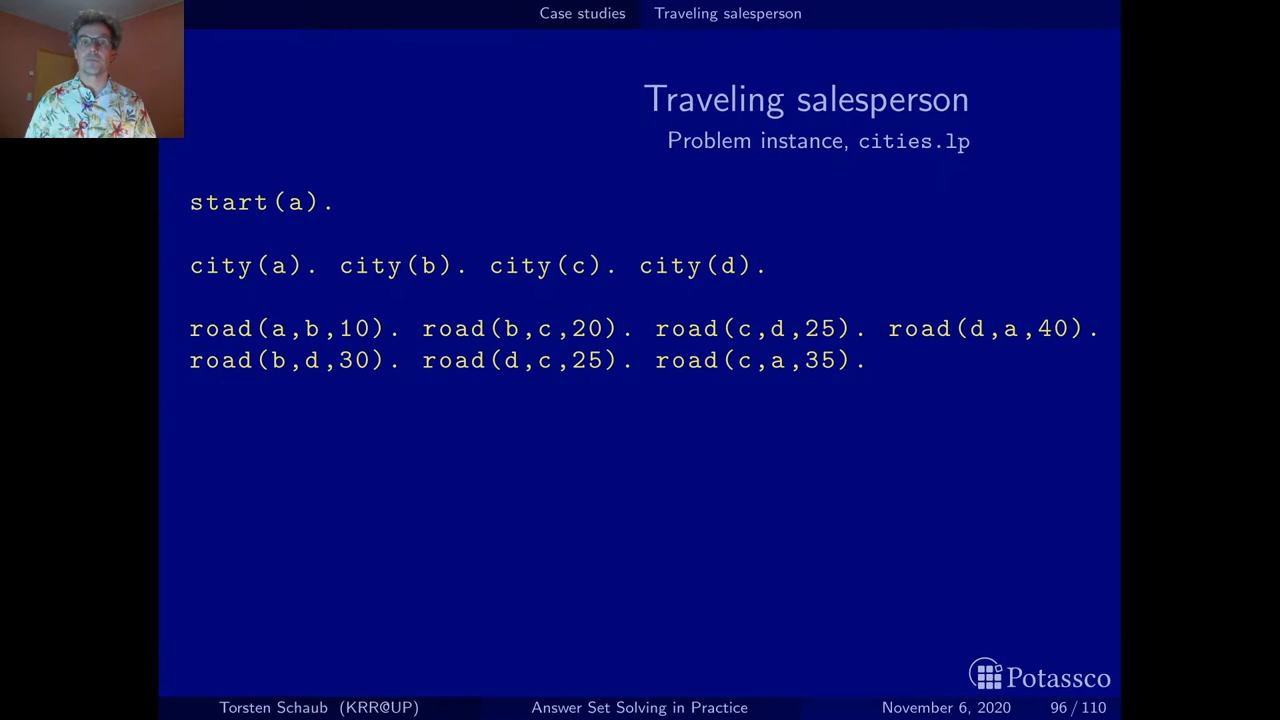 Case studies Traveling salesperson
Traveling salesperson
Problem instance, cities.lp
start(a).
city(a). city(b). city(c). city(d).
road(a,b,10). road(b,c,20). road(c,d,25). road(d,a,40).
road(b,d,30). road(d,c,25). road(c,a,35).
Potassco
Torsten Schaub (KRR@UP) Answer Set Solving in Practice November 6, 2020 96 / 110